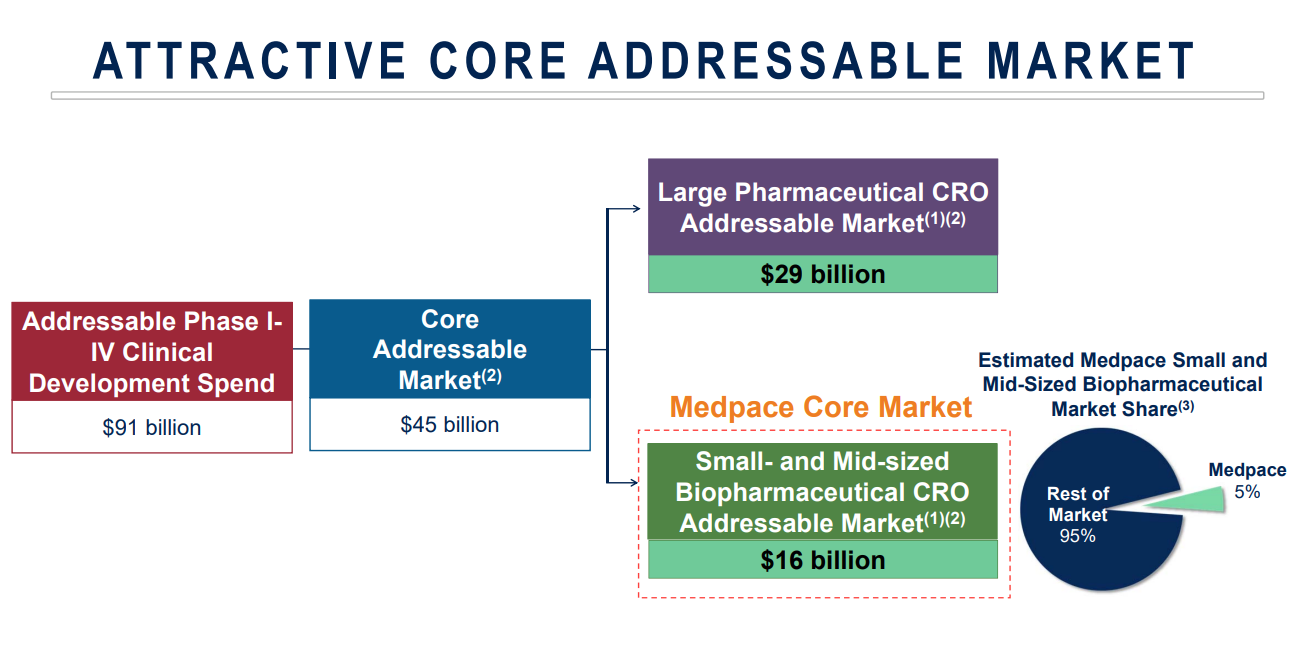 ATTRACTIVE CORE ADDRESSABLE MARKET
Large Pharmaceutical CRO
Addressable Market(1)(2)
$29 billion
Addressable Phase I-
IV Clinical
Development Spend
$91 billion
Core
Addressable
Market(2)
$45 billion
Medpace Core Market
Small- and Mid-sized
Biopharmaceutical CRO
Addressable Market(1)(2)
$16 billion
Estimated Medpace Small and
Mid-Sized Biopharmaceutical
Market Share(3)
Rest of
Market
95%
Medpace
5%